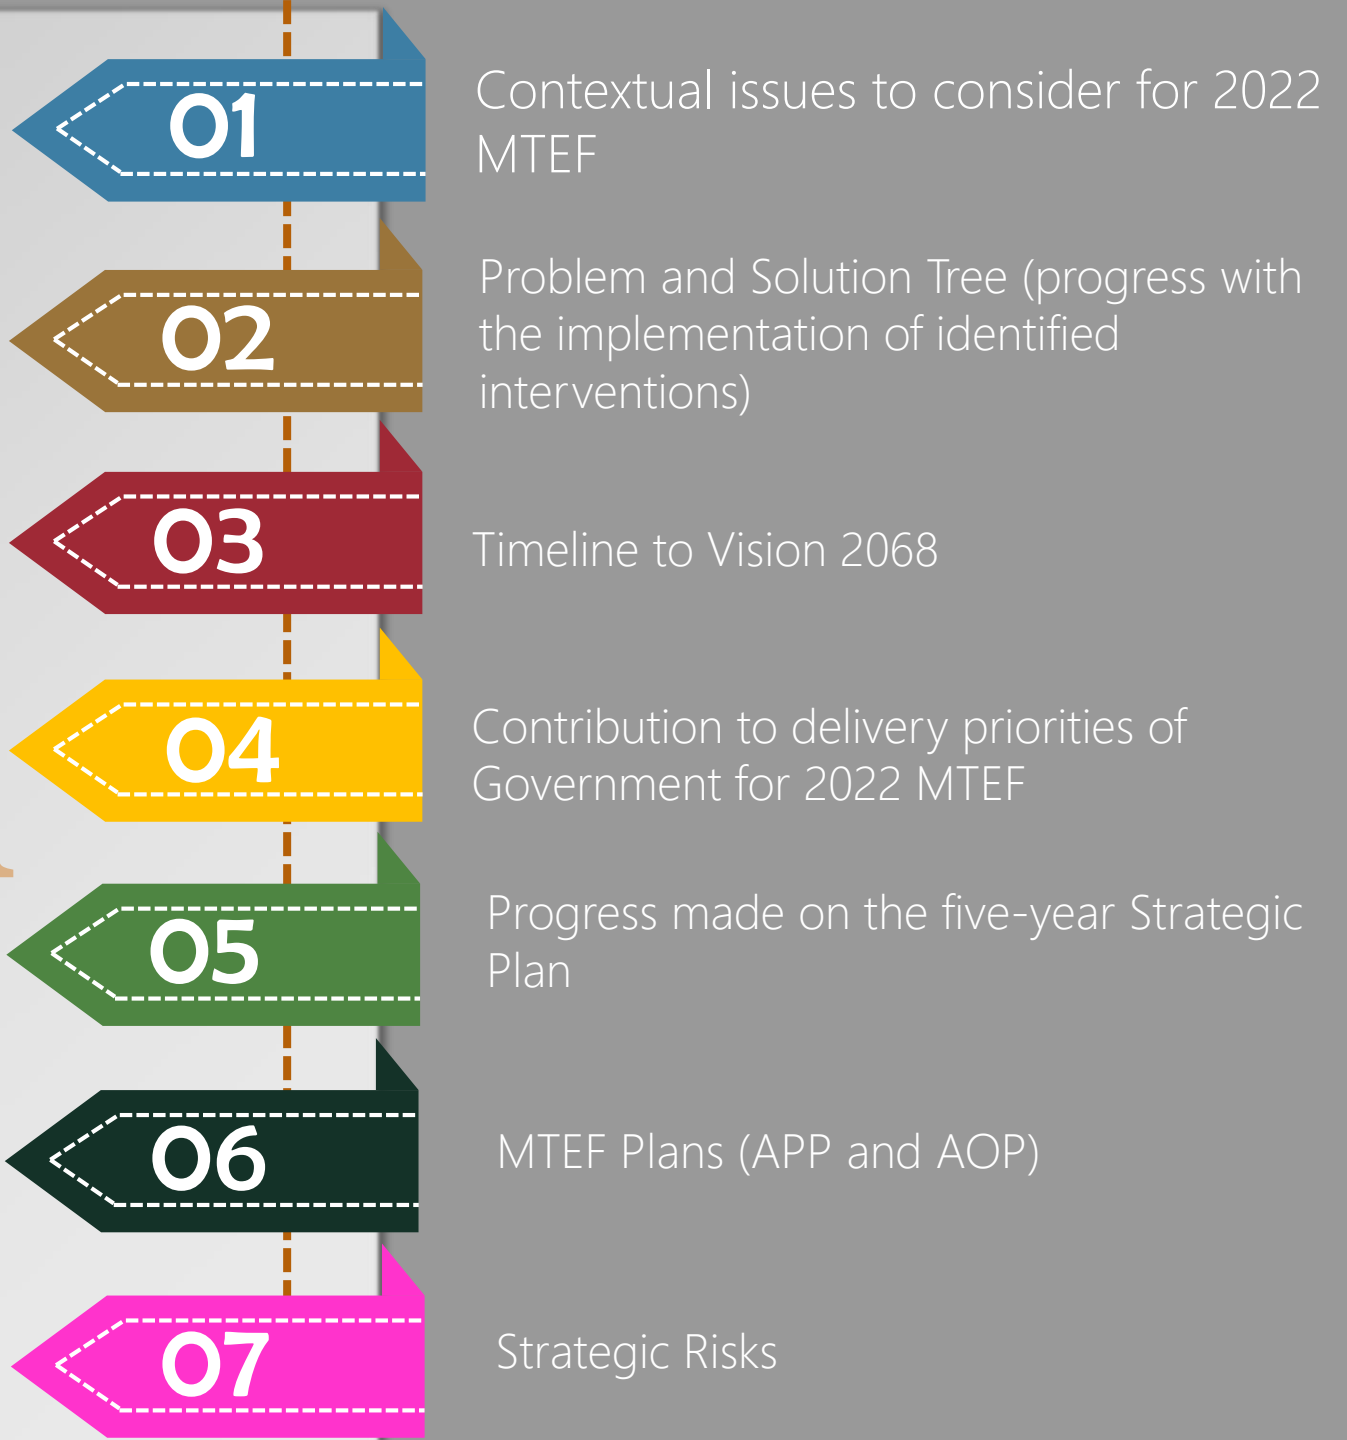 01
Contextual issues to consider for 2022
MTEF
02
Problem and Solution Tree (progress with
the implementation of identified
interventions)
03
Timeline to Vision 2068
04
Contribution to delivery priorities of
Government for 2022 MTEF
05
Progress made on the five-year Strategic
Plan
06
MTEF Plans (APP and AOP)
07
Strategic Risks